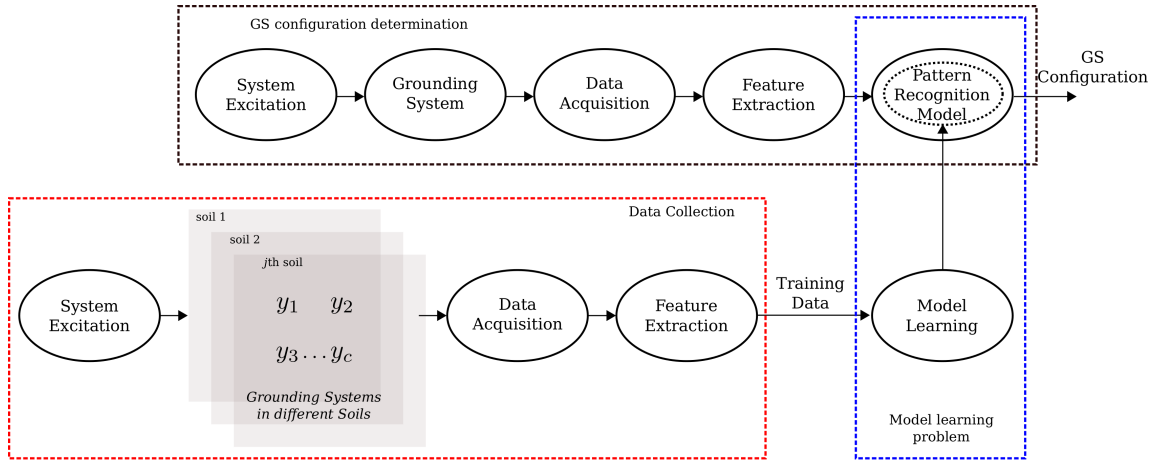 GS configuration determination
System
Excitation
Grounding
System
Data
Acquisition
Feature
Extraction
Pattern
Recognition
Model
GS
Configuration
Data Collection
soil 1
soil 2
jth soil
y1 y2
y3 ... yc
Grounding Systems
in different Soils
System
Excitation
Data
Acquisition
Feature
Extraction
Training
Data
Model
Learning
Model learning
problem